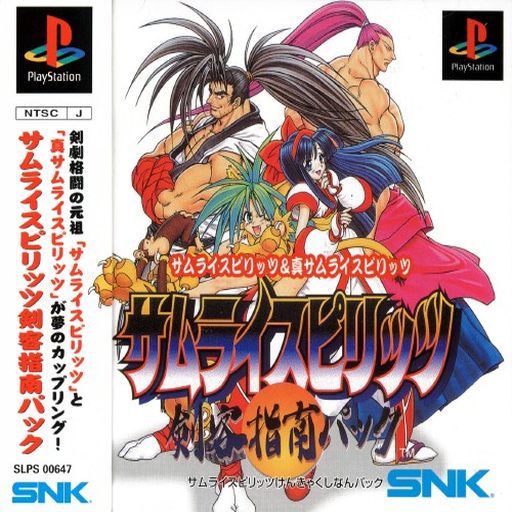 PlayStation
NTSC J
剣劇格闘の元祖「サムライスピリッツ」と
「真サムライスピリッツ」が夢のカップリング!
サムライスピリッツ剣客指南パック
SLPS 00647
SNK®
PlayStation
サムライスピリッツ&真サムライスピリッツ
サムライスピリッツ
剣客指南パック
TM
サムライスピリッツけんきゃくしなんパック
SNK®